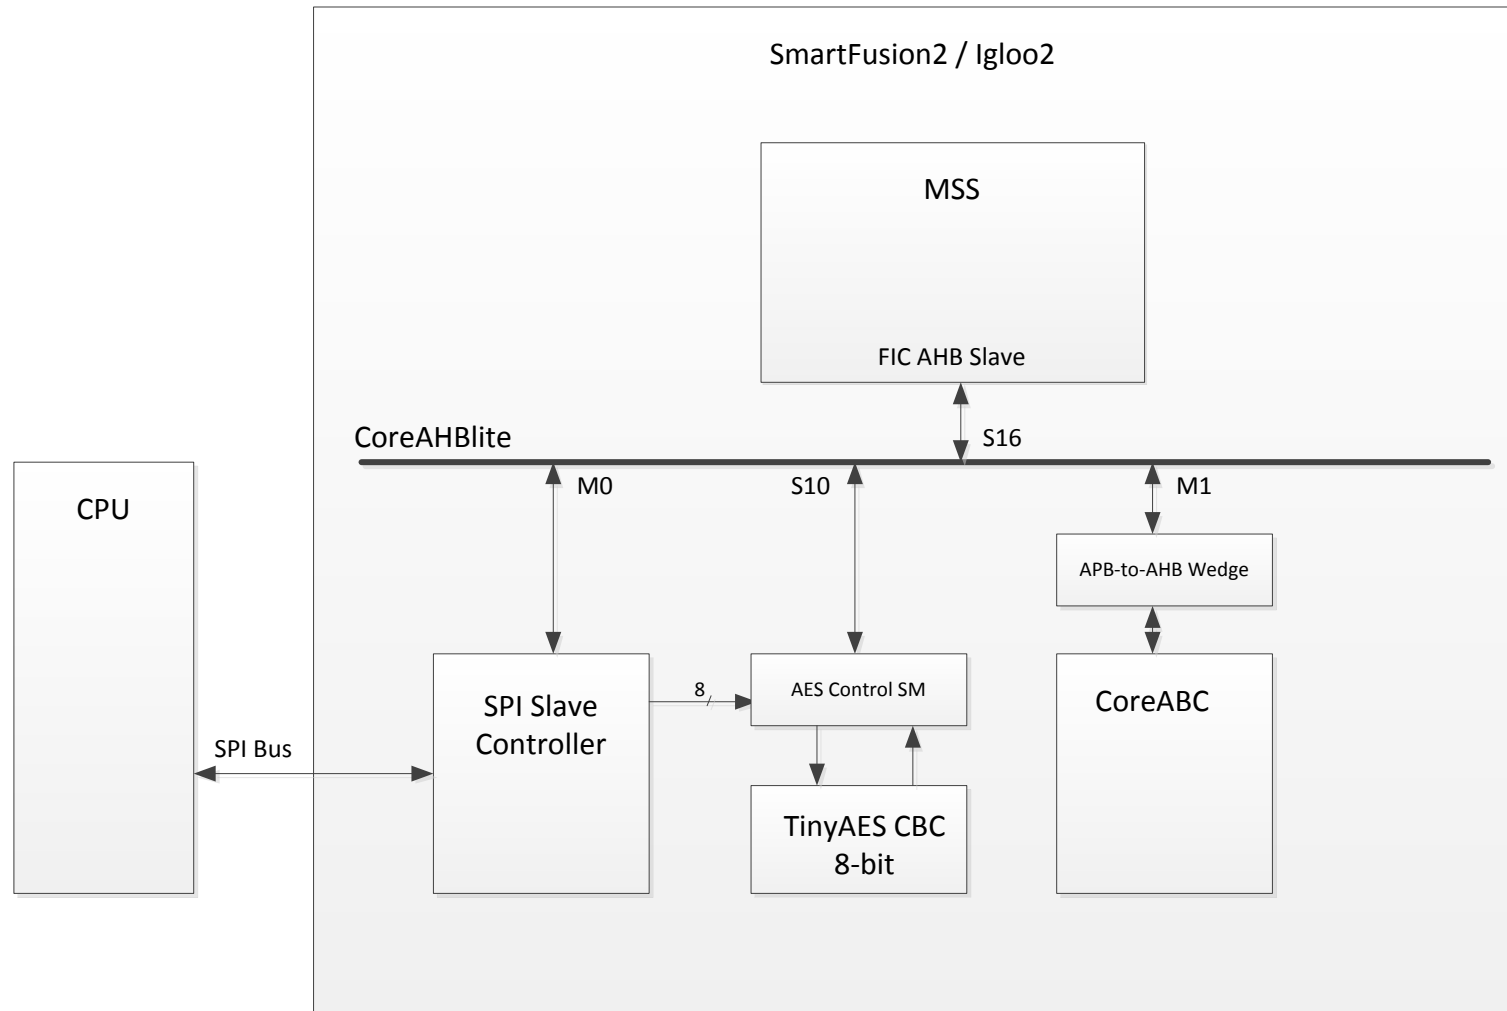 SmartFusion2 / Igloo2
MSS
FIC AHB Slave
CoreAHBlite
S16
M0
S10
M1
CPU
APB-to-AHB Wedge
SPI Slave
Controller
8
AES Control SM
CoreABC
SPI Bus
TinyAES CBC
8-bit